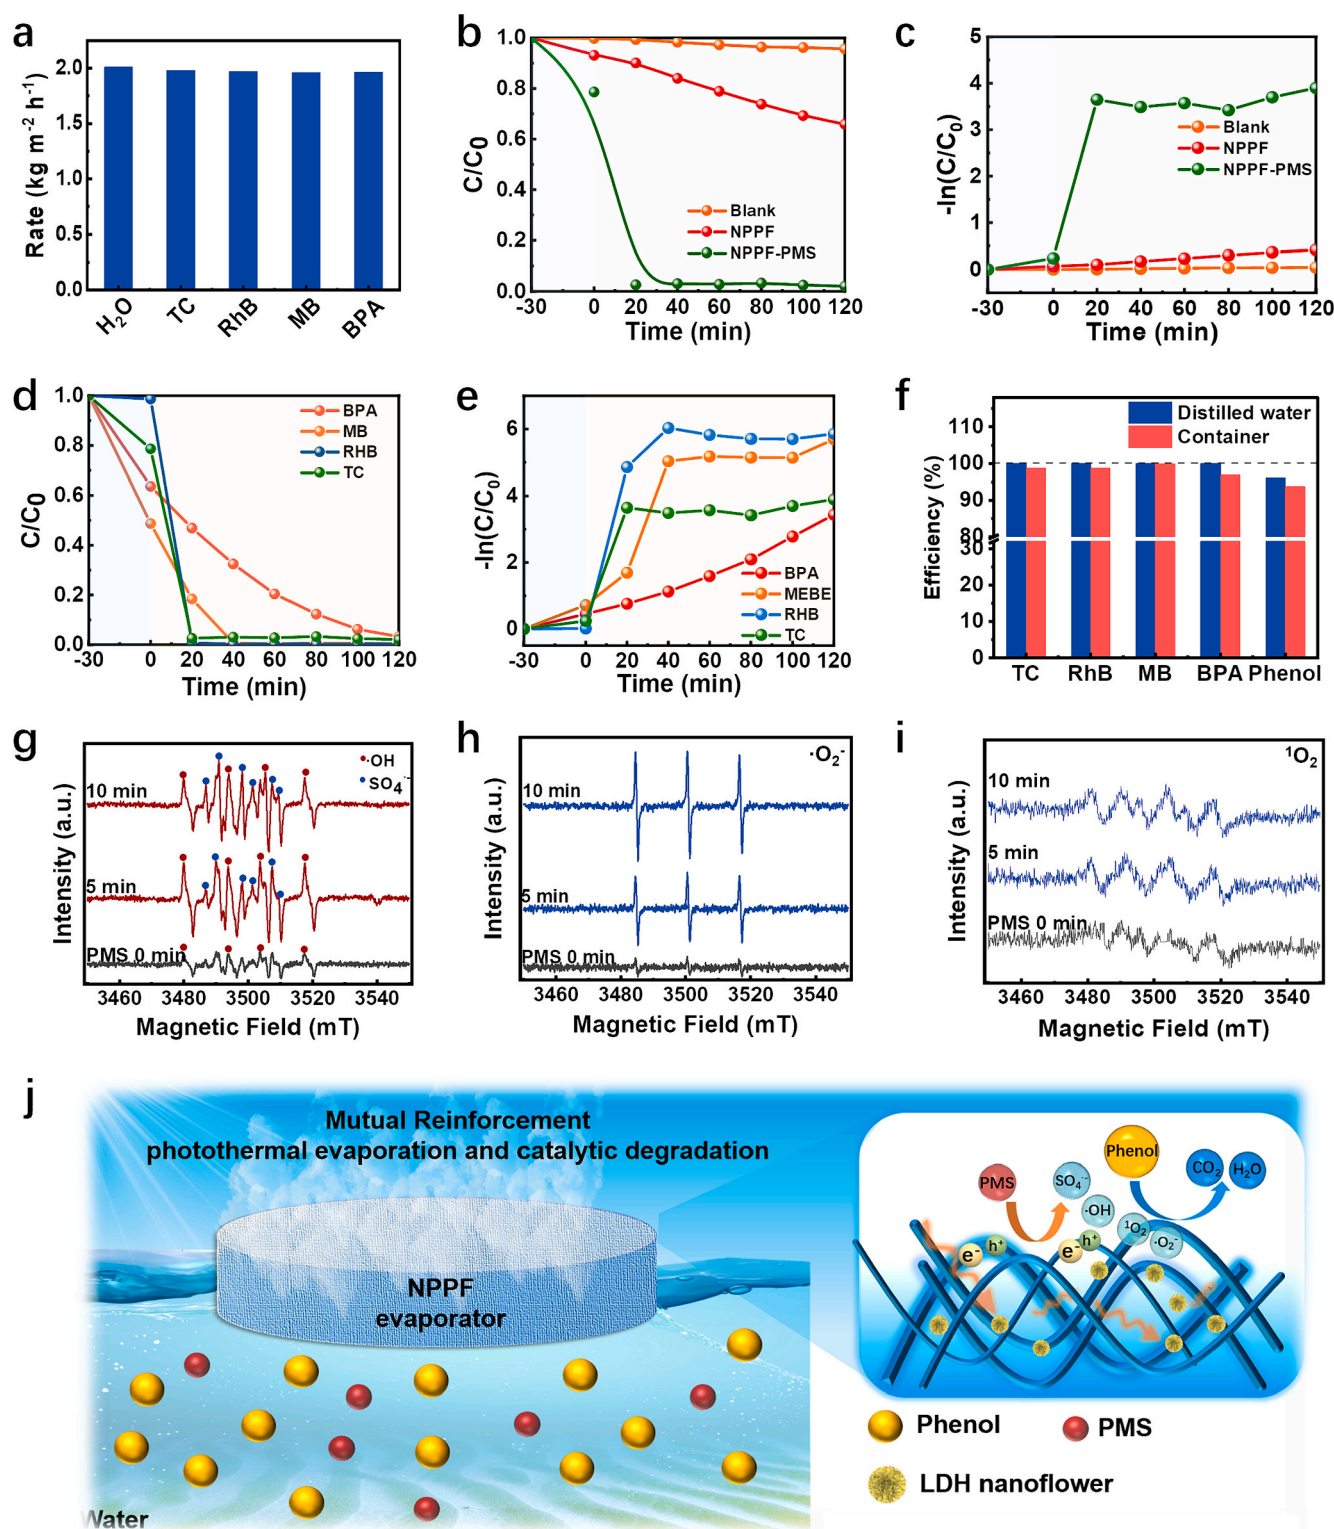 a
Rate (kg m⁻² h⁻¹)
2.0
1.5
1.0
0.5
0.0
H₂O TC RhB MB BPA
b
C/C₀
1.0
0.8
0.6
0.4
0.2
0.0
Blank
NPPF
NPPF-PMS
-30 0 20 40 60 80 100 120
Time (min)
c
-ln(C/C₀)
5
4
3
2
1
0
Blank
NPPF
NPPF-PMS
-30 0 20 40 60 80 100 120
Time (min)
d
C/C₀
1.0
0.8
0.6
0.4
0.2
0.0
BPA
MB
RHB
TC
-30 0 20 40 60 80 100 120
Time (min)
e
-ln(C/C₀)
6
4
2
0
BPA
MEBE
RHB
TC
-30 0 20 40 60 80 100 120
Time (min)
f
Efficiency (%)
110
100
90
80
30
20
10
0
Distilled water
Container
TC RhB MB BPA Phenol
g
Intensity (a.u.)
·OH
SO₄·⁻
10 min
5 min
PMS 0 min
3460 3480 3500 3520 3540
Magnetic Field (mT)
h
Intensity (a.u.)
·O₂⁻
10 min
5 min
PMS 0 min
3460 3480 3500 3520 3540
Magnetic Field (mT)
i
Intensity (a.u.)
¹O₂
10 min
5 min
PMS 0 min
3460 3480 3500 3520 3540
Magnetic Field (mT)
j
Mutual Reinforcement
photothermal evaporation and catalytic degradation
NPPF
evaporator
Water
Phenol
PMS
SO₄·⁻
CO₂
H₂O
·OH
¹O₂
·O₂⁻
e⁻
h⁺
e⁻
h⁺
Phenol
PMS
LDH nanoflower